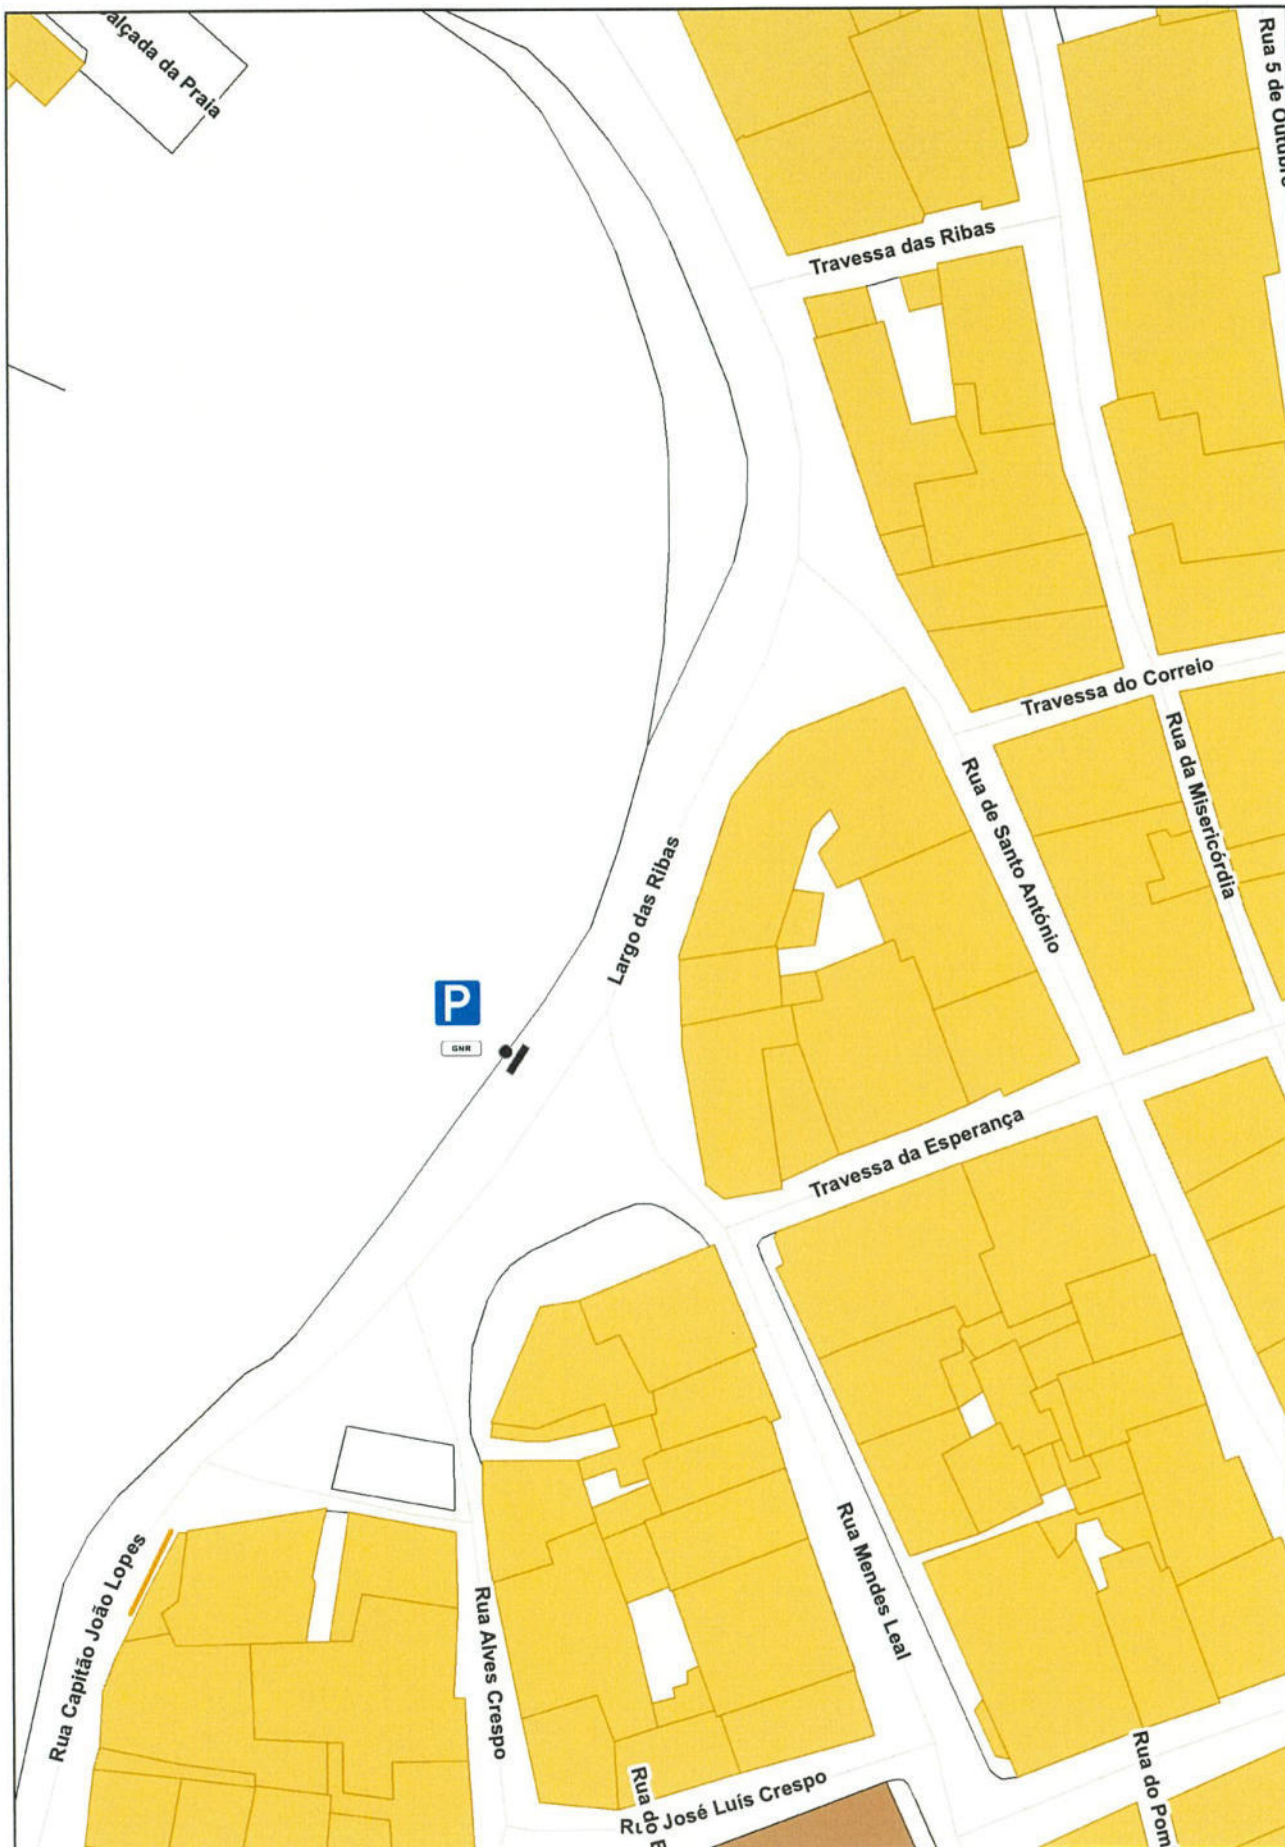 Calçada da Praia
Rua 5 de Outubro
Travessa das Ribas
Travessa do Correio
Rua da Misericórdia
Rua de Santo António
Largo das Ribas
P
GNR
Travessa da Esperança
Rua Capitão João Lopes
Rua Alves Crespo
Rua Mendes Leal
José Luís Crespo
Rua do
Rua do Pom